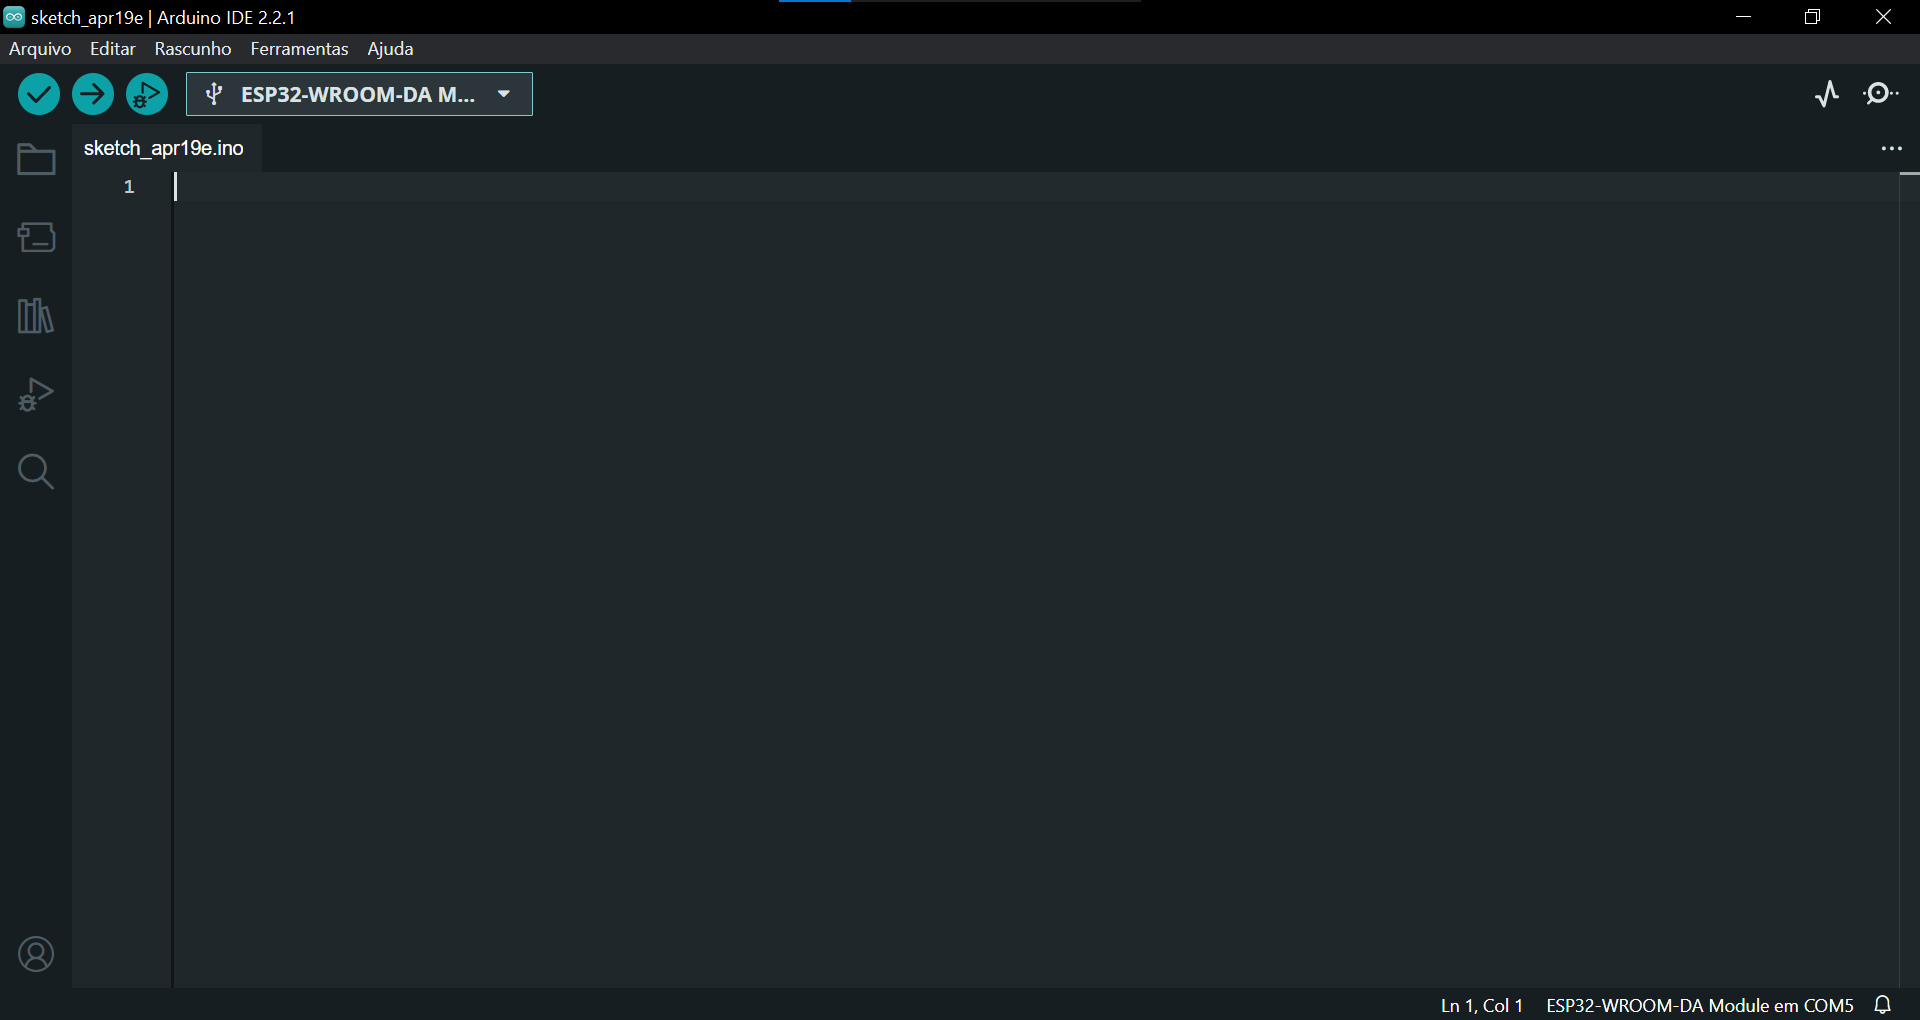 sketch_apr19e | Arduino IDE 2.2.1
Arquivo Editar Rascunho Ferramentas Ajuda
ESP32-WROOM-DA M...
sketch_apr19e.ino
1
Ln 1, Col 1 ESP32-WROOM-DA Module em COM5